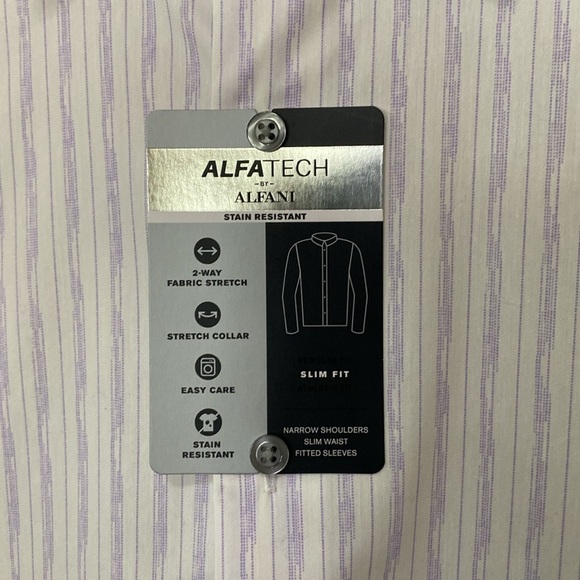 ALFATECH
-BY-
ALFANI
STAIN RESISTANT
2-WAY
FABRIC STRETCH
STRETCH COLLAR
EASY CARE
STAIN
RESISTANT
SLIM FIT
NARROW SHOULDERS
SLIM WAIST
FITTED SLEEVES